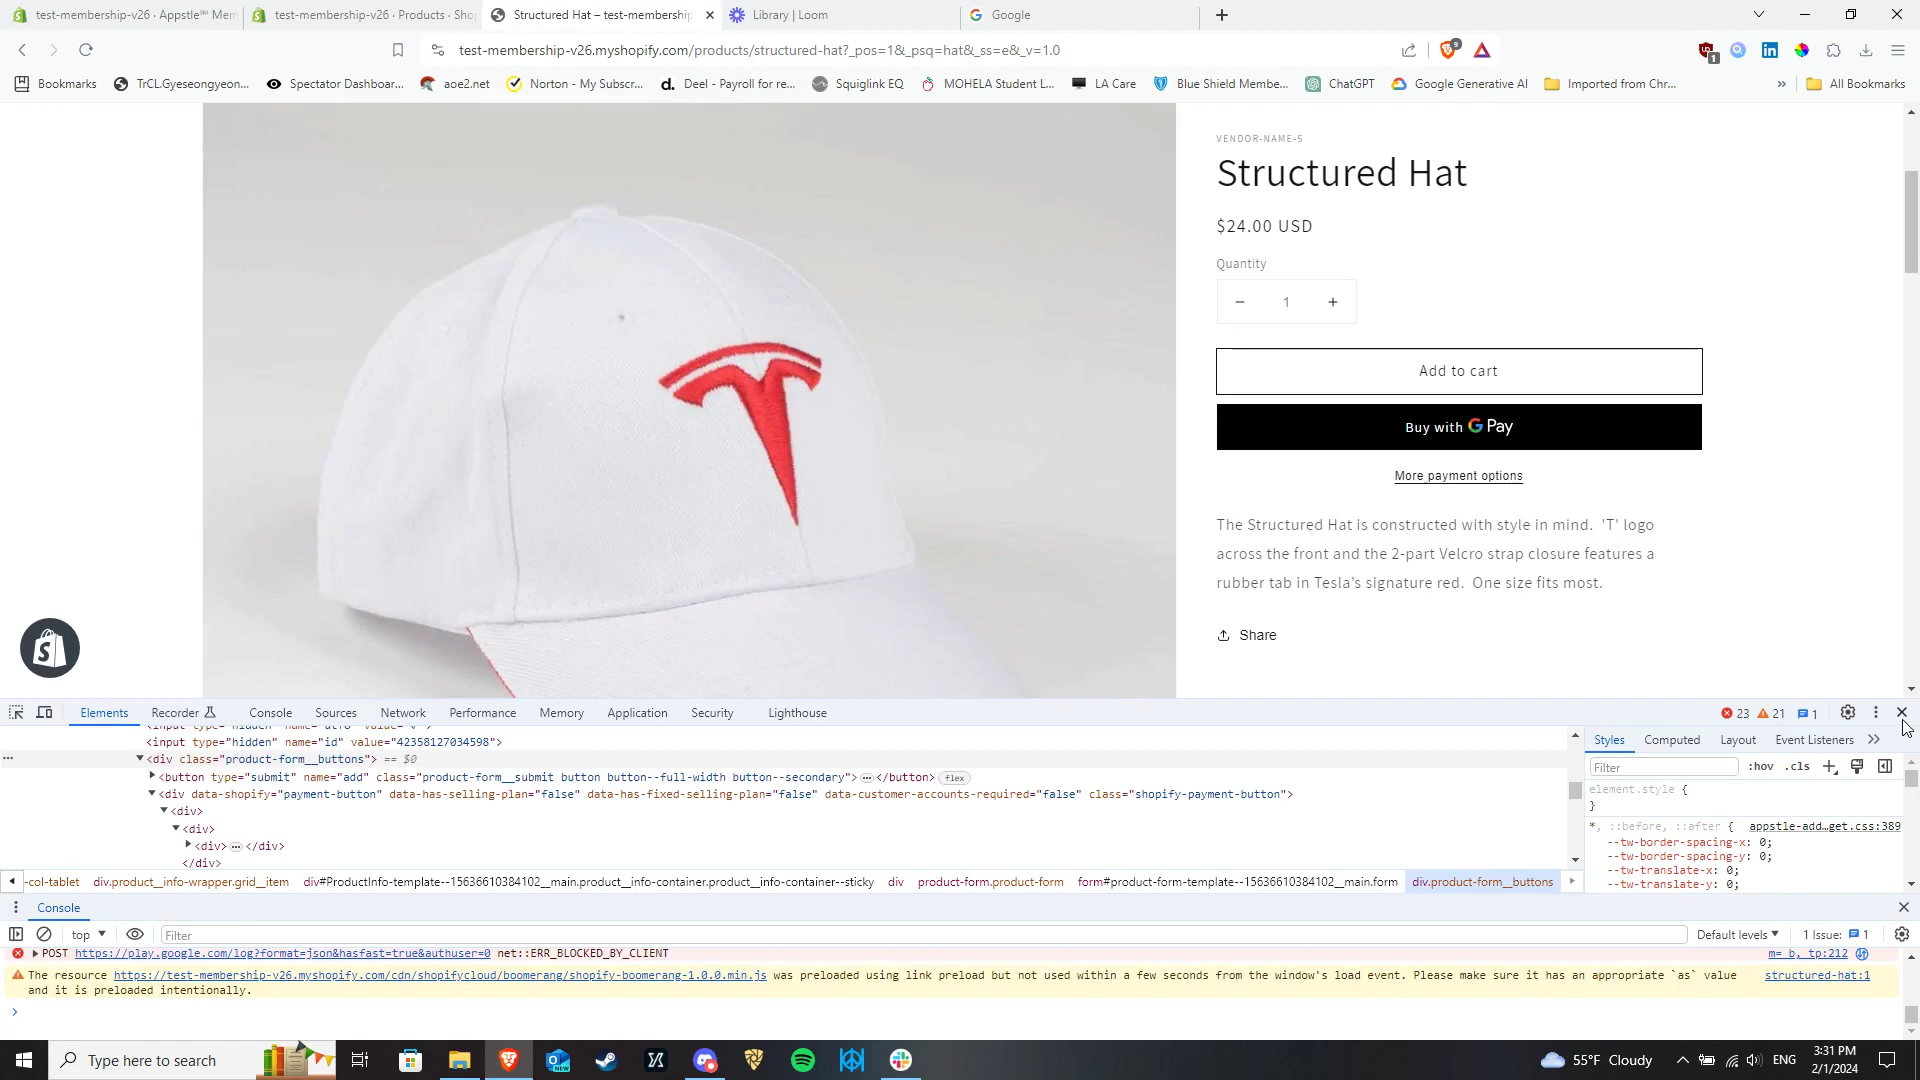 test-membership-v26 · Appstle℠ Mem
test-membership-v26 · Products · Sho
Structured Hat – test-membership
Library | Loom
Google
test-membership-v26.myshopify.com/products/structured-hat?_pos=1&_psq=hat&_ss=e&_v=1.0
9
1
Bookmarks
TrCL.Gyeseongyeon...
Spectator Dashboar...
aoe2.net
Norton - My Subscr...
Deel - Payroll for re...
Squiglink EQ
MOHELA Student L...
LA Care
Blue Shield Membe...
ChatGPT
Google Generative AI
Imported from Chr...
»
All Bookmarks
VENDOR-NAME-5
Structured Hat
$24.00 USD
Quantity
− 1 +
Add to cart
Buy with G Pay
More payment options
The Structured Hat is constructed with style in mind. 'T' logo
across the front and the 2-part Velcro strap closure features a
rubber tab in Tesla's signature red. One size fits most.
Share
Elements Recorder Console Sources Network Performance Memory Application Security Lighthouse
23 21 1
<input type="hidden" name="id" value="42358127034598">
<div class="product-form__buttons"> == $0
<button type="submit" name="add" class="product-form__submit button button--full-width button--secondary">…</button> flex
<div data-shopify="payment-button" data-has-selling-plan="false" data-has-fixed-selling-plan="false" data-customer-accounts-required="false" class="shopify-payment-button">
<div>
<div>
<div>…</div>
</div>
-col-tablet div.product__info-wrapper.grid__item div#ProductInfo-template--15636610384102__main.product__info-container.product__info-container--sticky div product-form.product-form form#product-form-template--15636610384102__main.form div.product-form__buttons
Styles Computed Layout Event Listeners »
Filter :hov .cls +
element.style {
}
*, ::before, ::after { appstle-add…get.css:389
--tw-border-spacing-x: 0;
--tw-border-spacing-y: 0;
--tw-translate-x: 0;
--tw-translate-y: 0;
Console
top Filter Default levels 1 Issue: 1
POST https://play.google.com/log?format=json&hasfast=true&authuser=0 net::ERR_BLOCKED_BY_CLIENT m=_b,_tp:212
The resource https://test-membership-v26.myshopify.com/cdn/shopifycloud/boomerang/shopify-boomerang-1.0.0.min.js was preloaded using link preload but not used within a few seconds from the window's load event. Please make sure it has an appropriate `as` value structured-hat:1
and it is preloaded intentionally.
Type here to search
55°F Cloudy
ENG
3:31 PM
2/1/2024